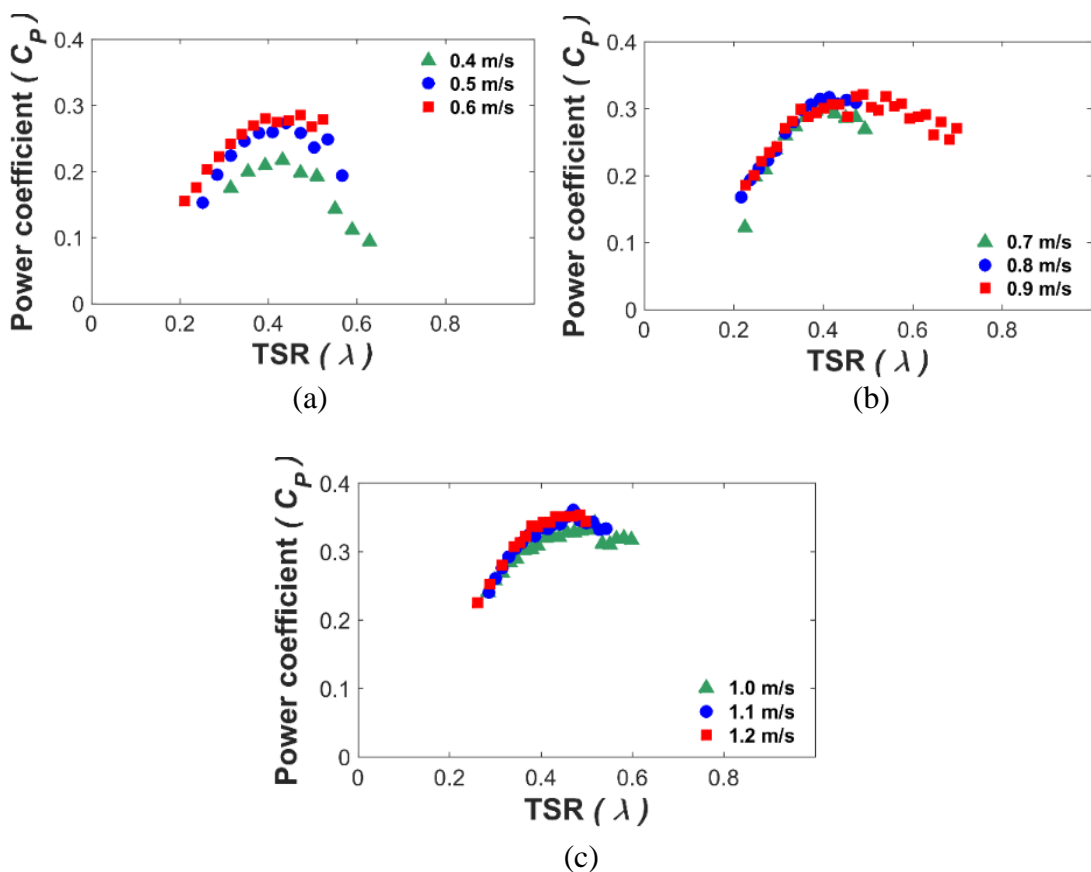 Power coefficient ( C_P )
0.4
0.3
0.2
0.1
0
0.4 m/s
0.5 m/s
0.6 m/s
0 0.2 0.4 0.6 0.8
TSR ( λ )
(a)
Power coefficient ( C_P )
0.4
0.3
0.2
0.1
0
0.7 m/s
0.8 m/s
0.9 m/s
0 0.2 0.4 0.6 0.8
TSR ( λ )
(b)
Power coefficient ( C_P )
0.4
0.3
0.2
0.1
0
1.0 m/s
1.1 m/s
1.2 m/s
0 0.2 0.4 0.6 0.8
TSR ( λ )
(c)